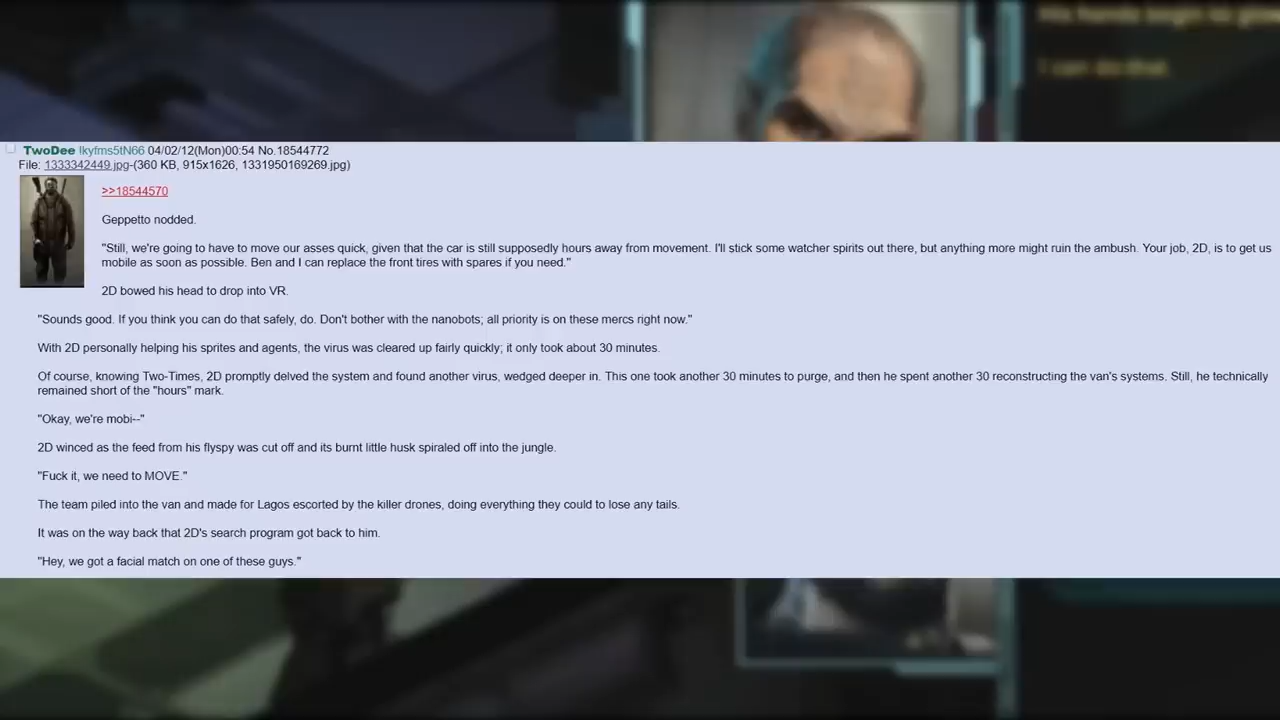 His hands begin to glow
I can do that.
TwoDee !kyfms5tN66 04/02/12(Mon)00:54 No.18544772
File: 1333342449.jpg-(360 KB, 915x1626, 1331950169269.jpg)
>>18544570
Geppetto nodded.
"Still, we're going to have to move our asses quick, given that the car is still supposedly hours away from movement. I'll stick some watcher spirits out there, but anything more might ruin the ambush. Your job, 2D, is to get us
mobile as soon as possible. Ben and I can replace the front tires with spares if you need."
2D bowed his head to drop into VR.
"Sounds good. If you think you can do that safely, do. Don't bother with the nanobots; all priority is on these mercs right now."
With 2D personally helping his sprites and agents, the virus was cleared up fairly quickly; it only took about 30 minutes.
Of course, knowing Two-Times, 2D promptly delved the system and found another virus, wedged deeper in. This one took another 30 minutes to purge, and then he spent another 30 reconstructing the van's systems. Still, he technically
remained short of the "hours" mark.
"Okay, we're mobi--"
2D winced as the feed from his flyspy was cut off and its burnt little husk spiraled off into the jungle.
"Fuck it, we need to MOVE."
The team piled into the van and made for Lagos escorted by the killer drones, doing everything they could to lose any tails.
It was on the way back that 2D's search program got back to him.
"Hey, we got a facial match on one of these guys."